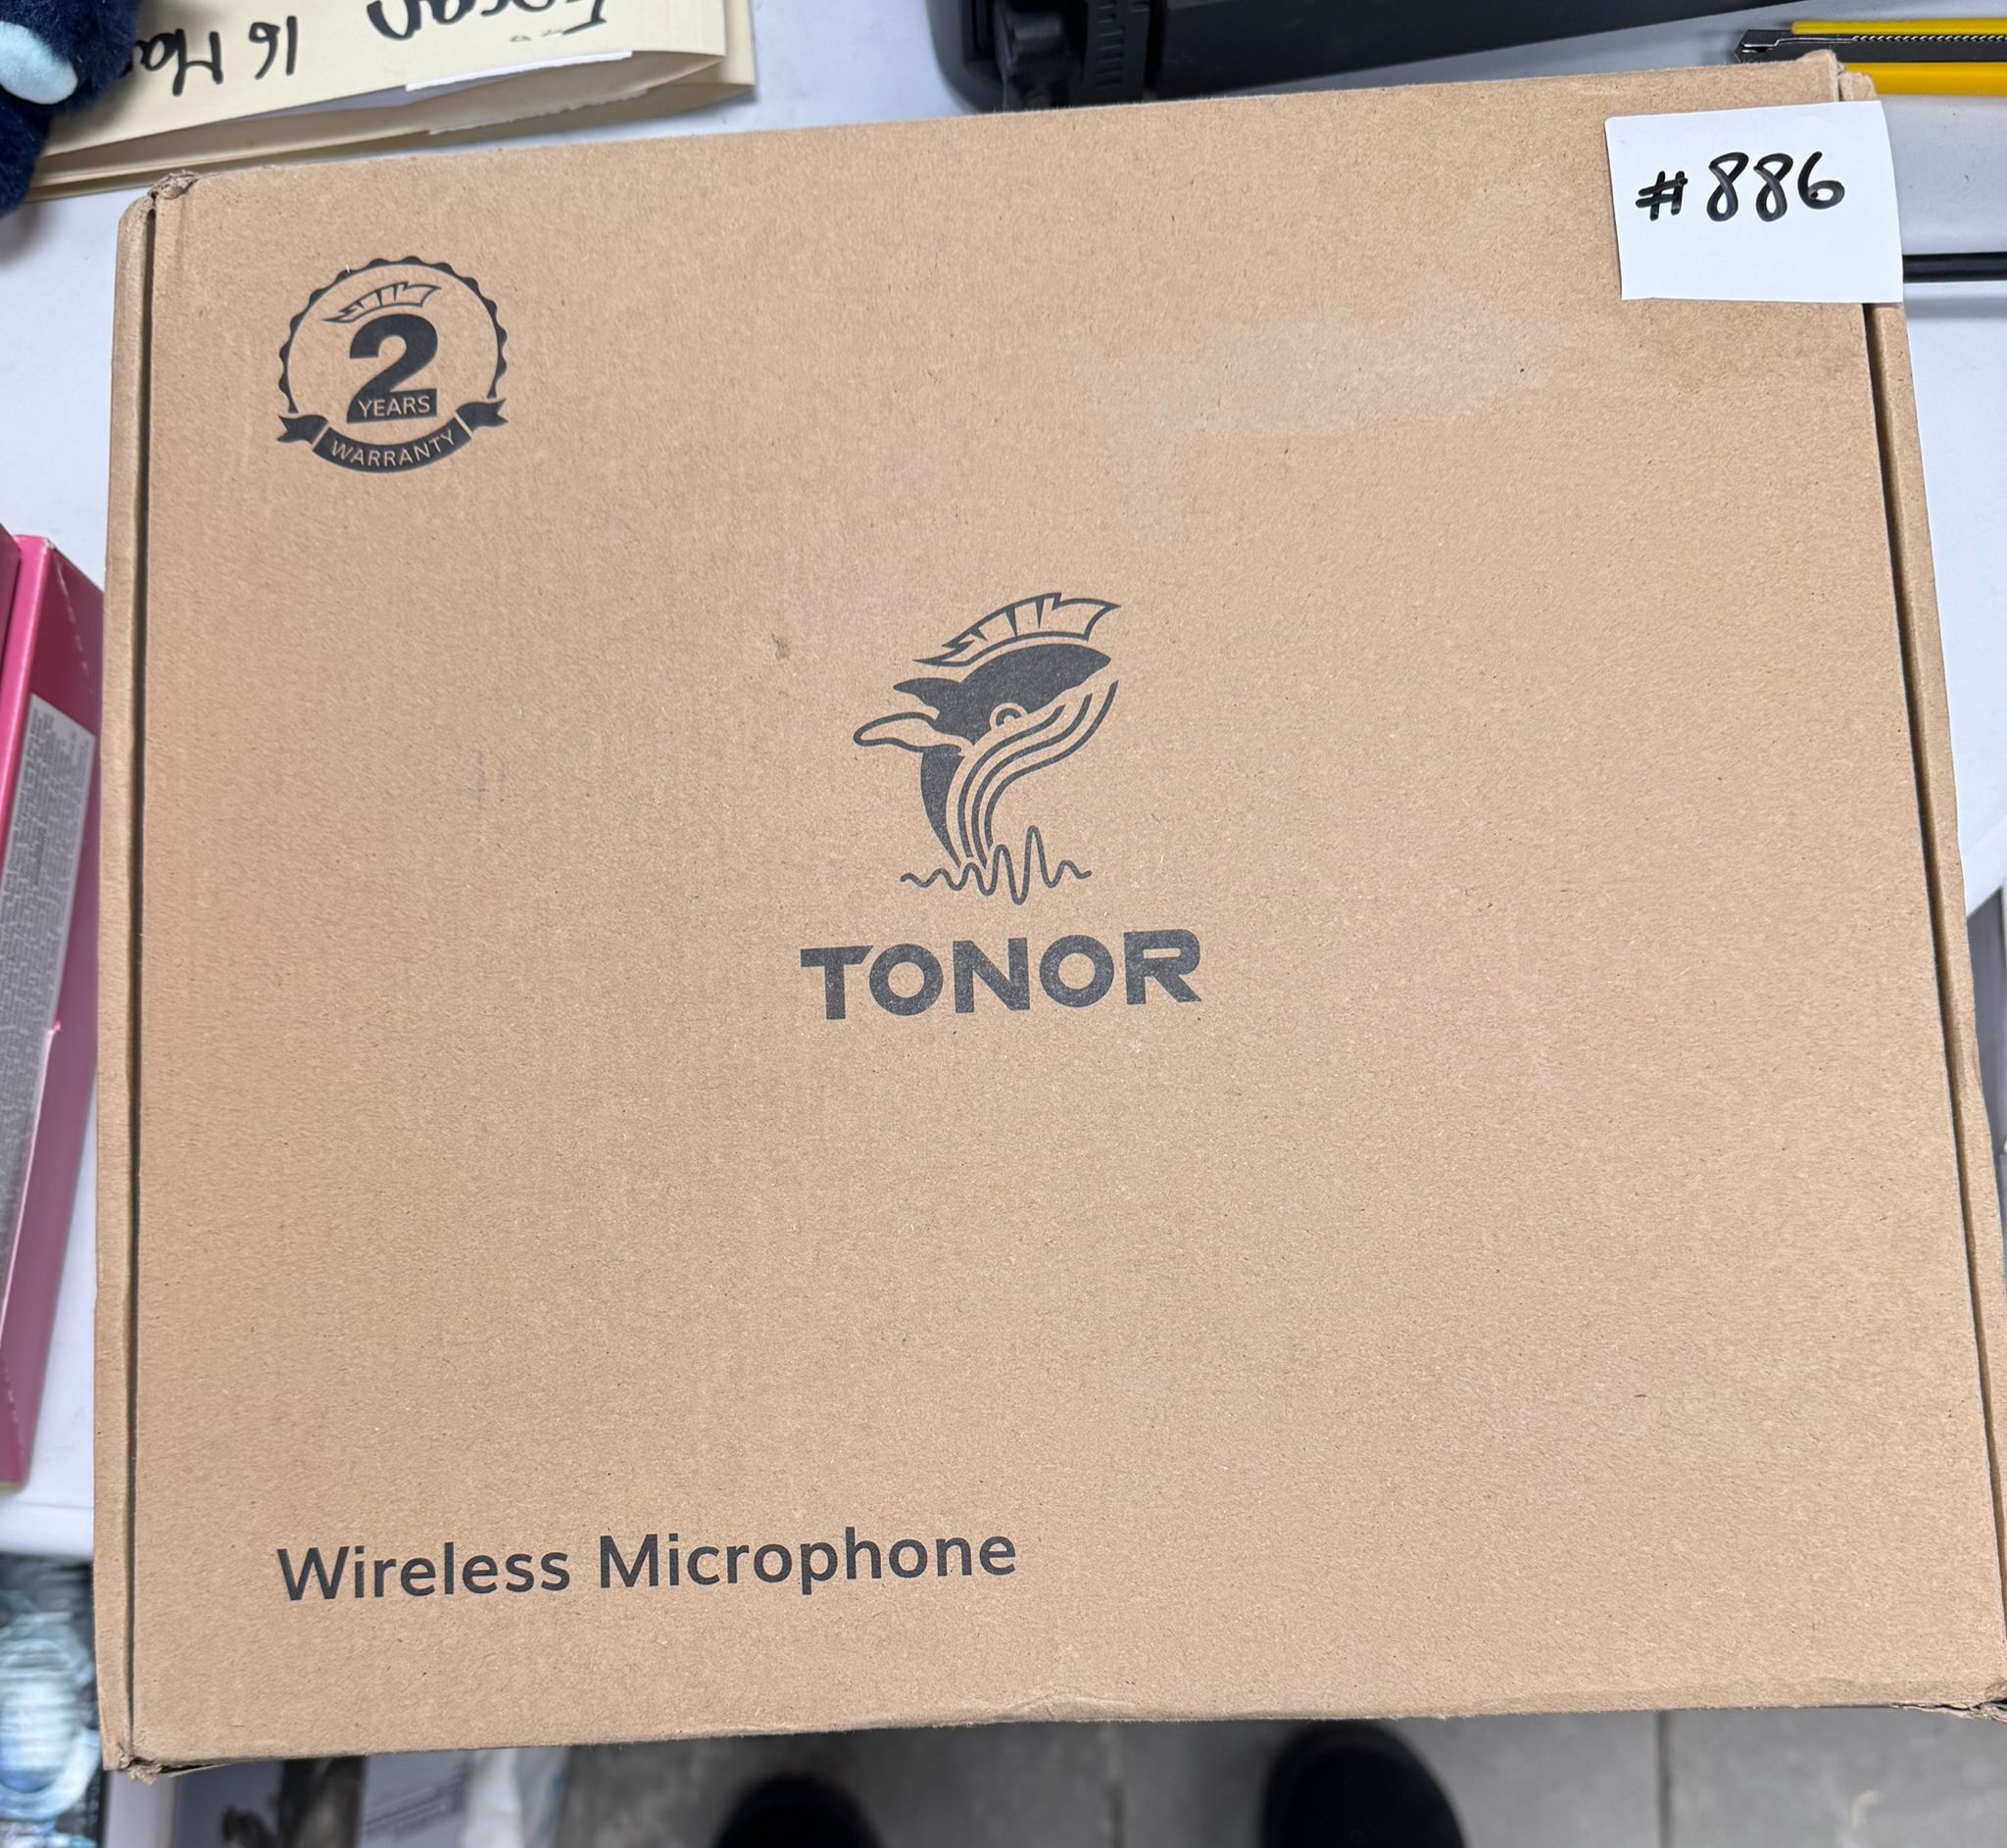 #886
2
YEARS
WARRANTY
TONOR
Wireless Microphone